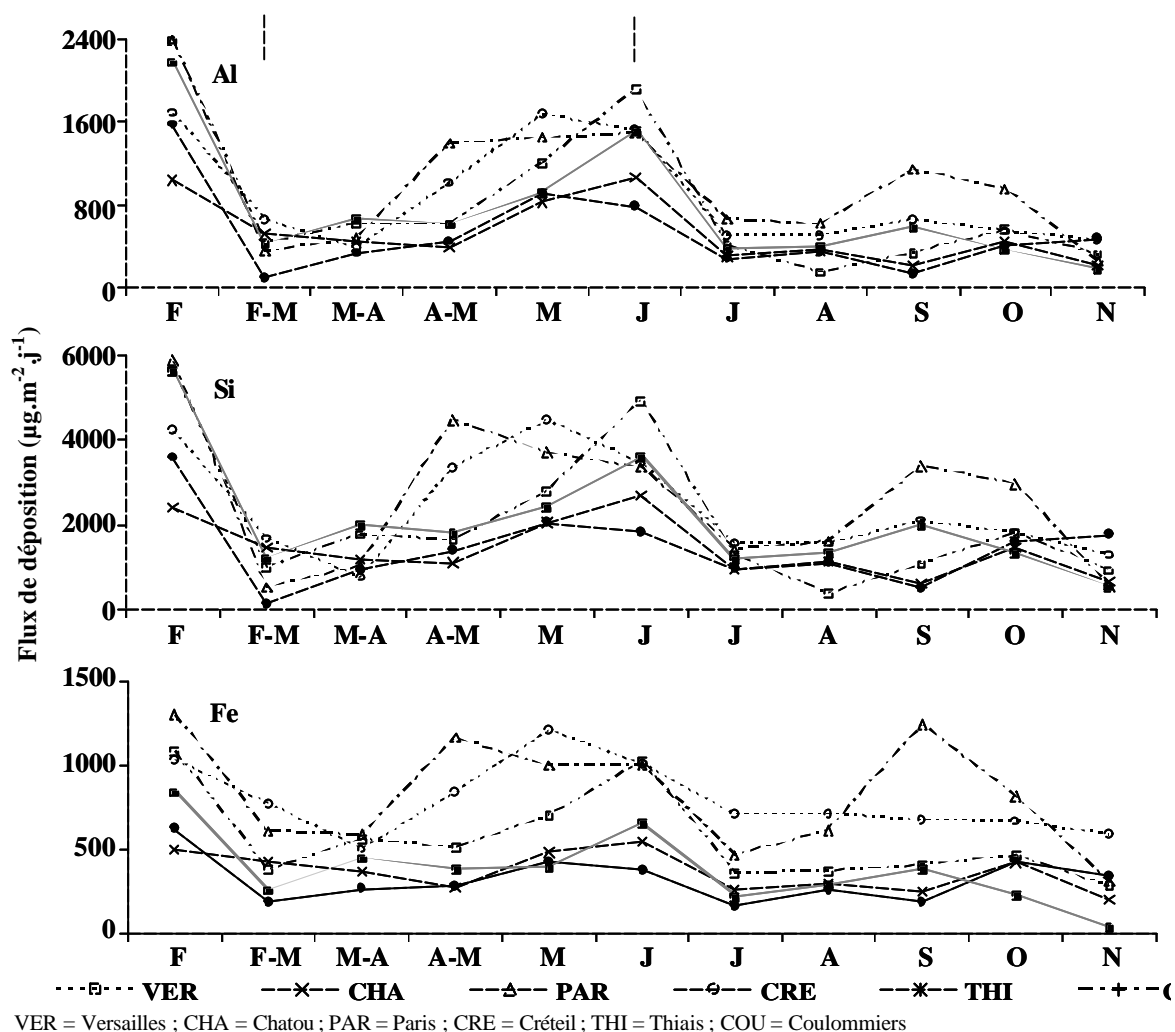 2400
1600
800
0
Al
F F-M M-A A-M M J J A S O N
Flux de déposition (µg.m⁻².j⁻¹)
6000
4000
2000
0
Si
F F-M M-A A-M M J J A S O N
1500
1000
500
0
Fe
F F-M M-A A-M M J J A S O N
VER CHA PAR CRE THI
VER = Versailles ; CHA = Chatou ; PAR = Paris ; CRE = Créteil ; THI = Thiais ; COU = Coulommiers